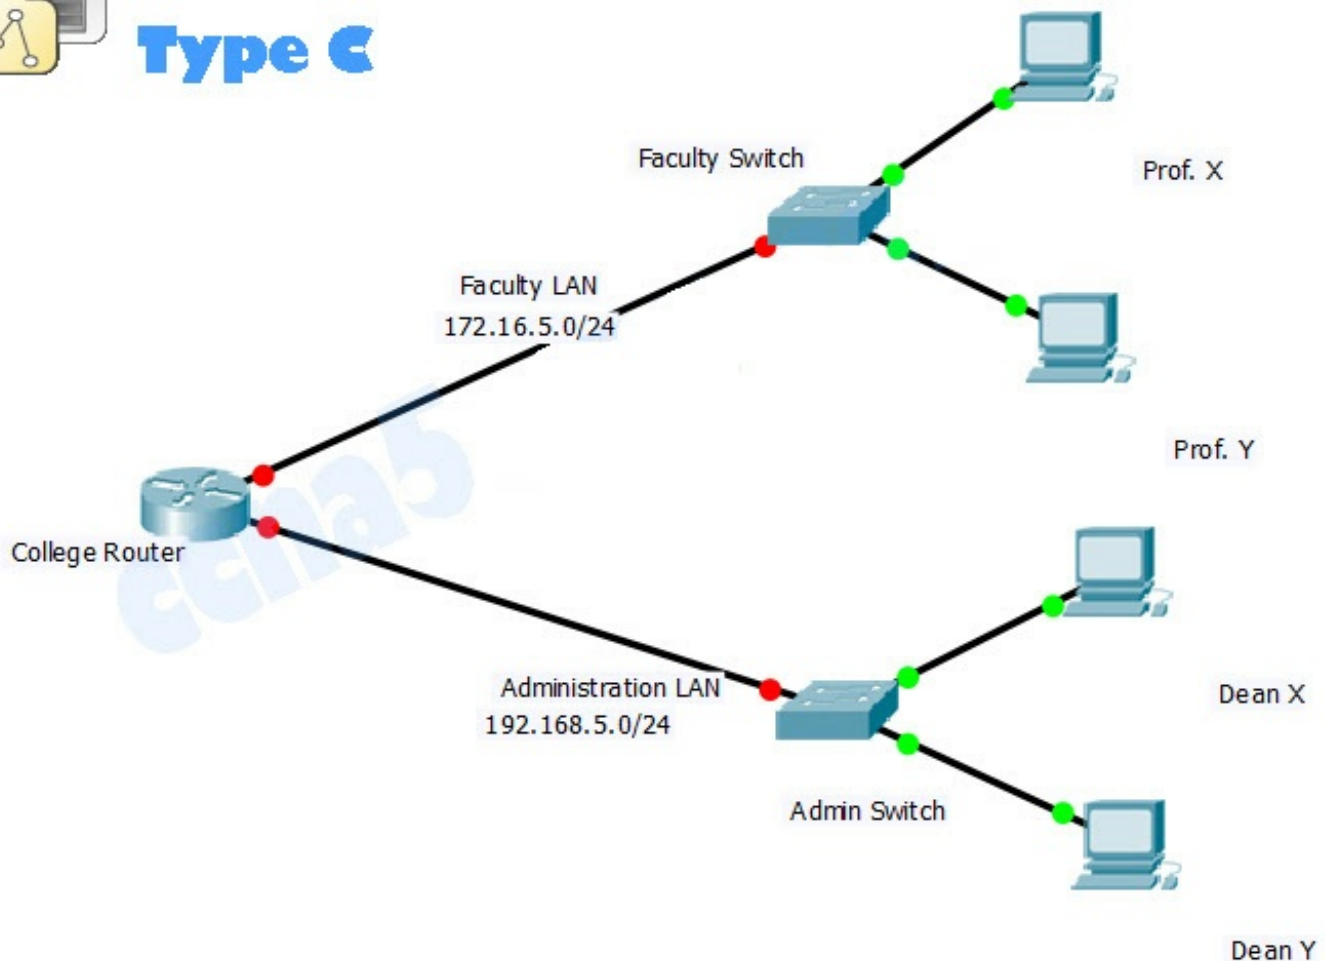 Type C
Faculty Switch
Prof. X
Faculty LAN
172.16.5.0/24
Prof. Y
College Router
ccna5
Administration LAN
192.168.5.0/24
Dean X
Admin Switch
Dean Y